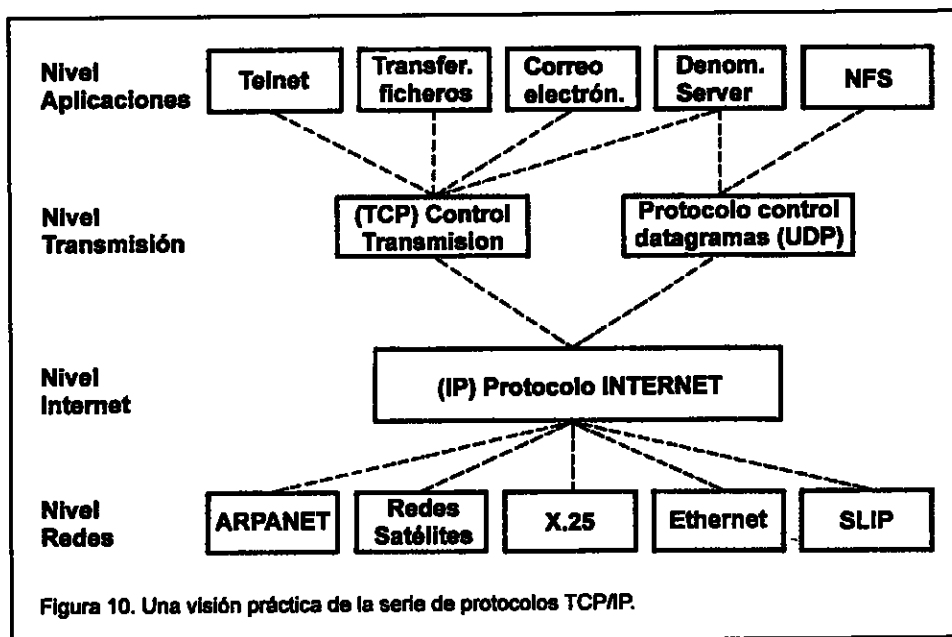 Nivel
Aplicaciones
Telnet
Transfer.
ficheros
Correo
electrón.
Denom.
Server
NFS
Nivel
Transmisión
(TCP) Control
Transmision
Protocolo control
datagramas (UDP)
Nivel
Internet
(IP) Protocolo INTERNET
Nivel
Redes
ARPANET
Redes
Satélites
X.25
Ethernet
SLIP
Figura 10. Una visión práctica de la serie de protocolos TCP/IP.